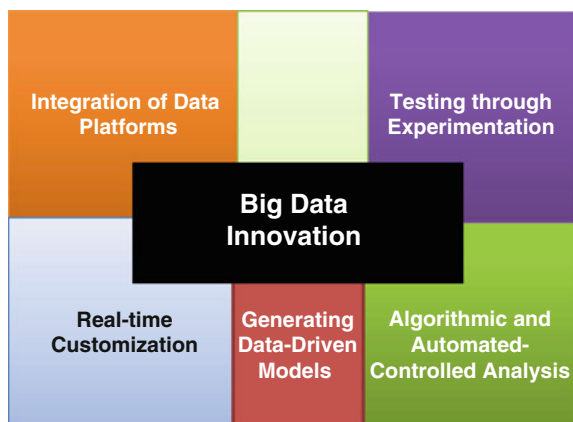 Integration of Data
Platforms
Testing through
Experimentation
Big Data
Innovation
Real-time
Customization
Generating
Data-Driven
Models
Algorithmic and
Automated-
Controlled Analysis